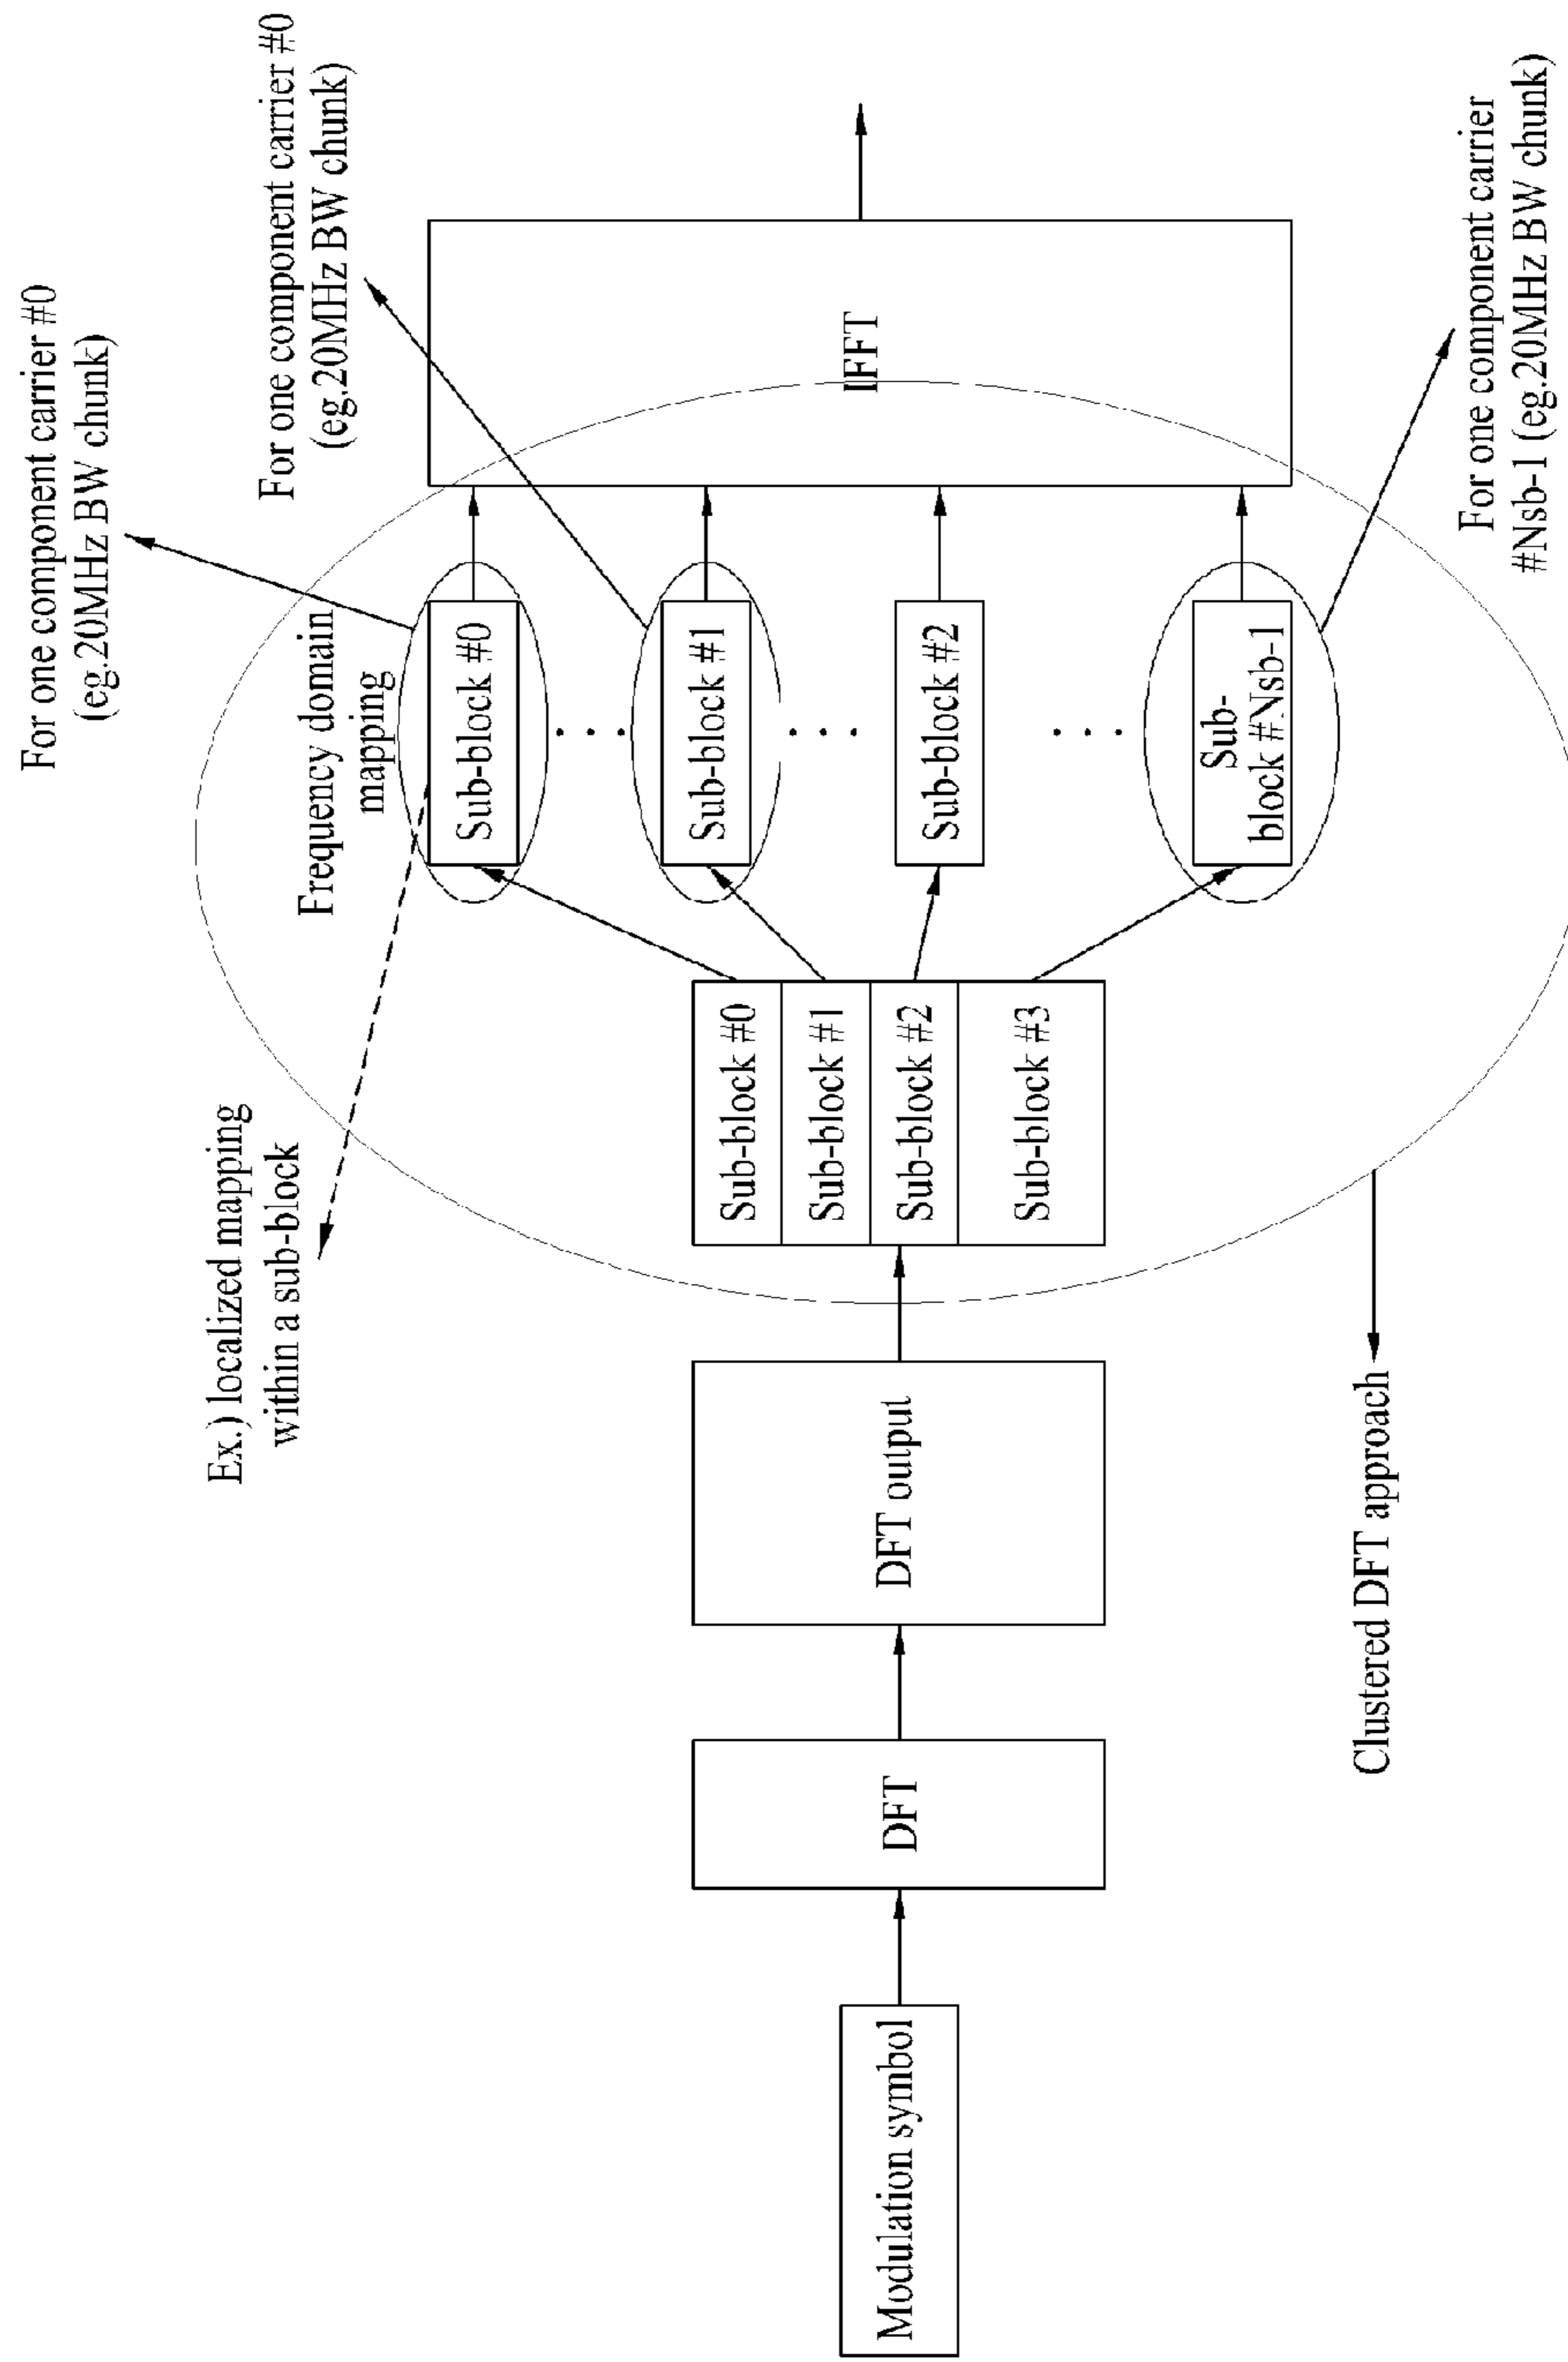 For one component carrier #0
(eg.20MHz BW chunk)
For one component carrier #0
(eg.20MHz BW chunk)
Ex.) localized mapping
within a sub-block
Frequency domain
mapping
Modulation symbol
DFT
DFT output
Sub-block #0
Sub-block #1
Sub-block #2
Sub-block #3
Sub-block #0
Sub-block #1
Sub-block #2
Sub-
block #Nsb-1
IFFT
Clustered DFT approach
For one component carrier
#Nsb-1 (eg.20MHz BW chunk)